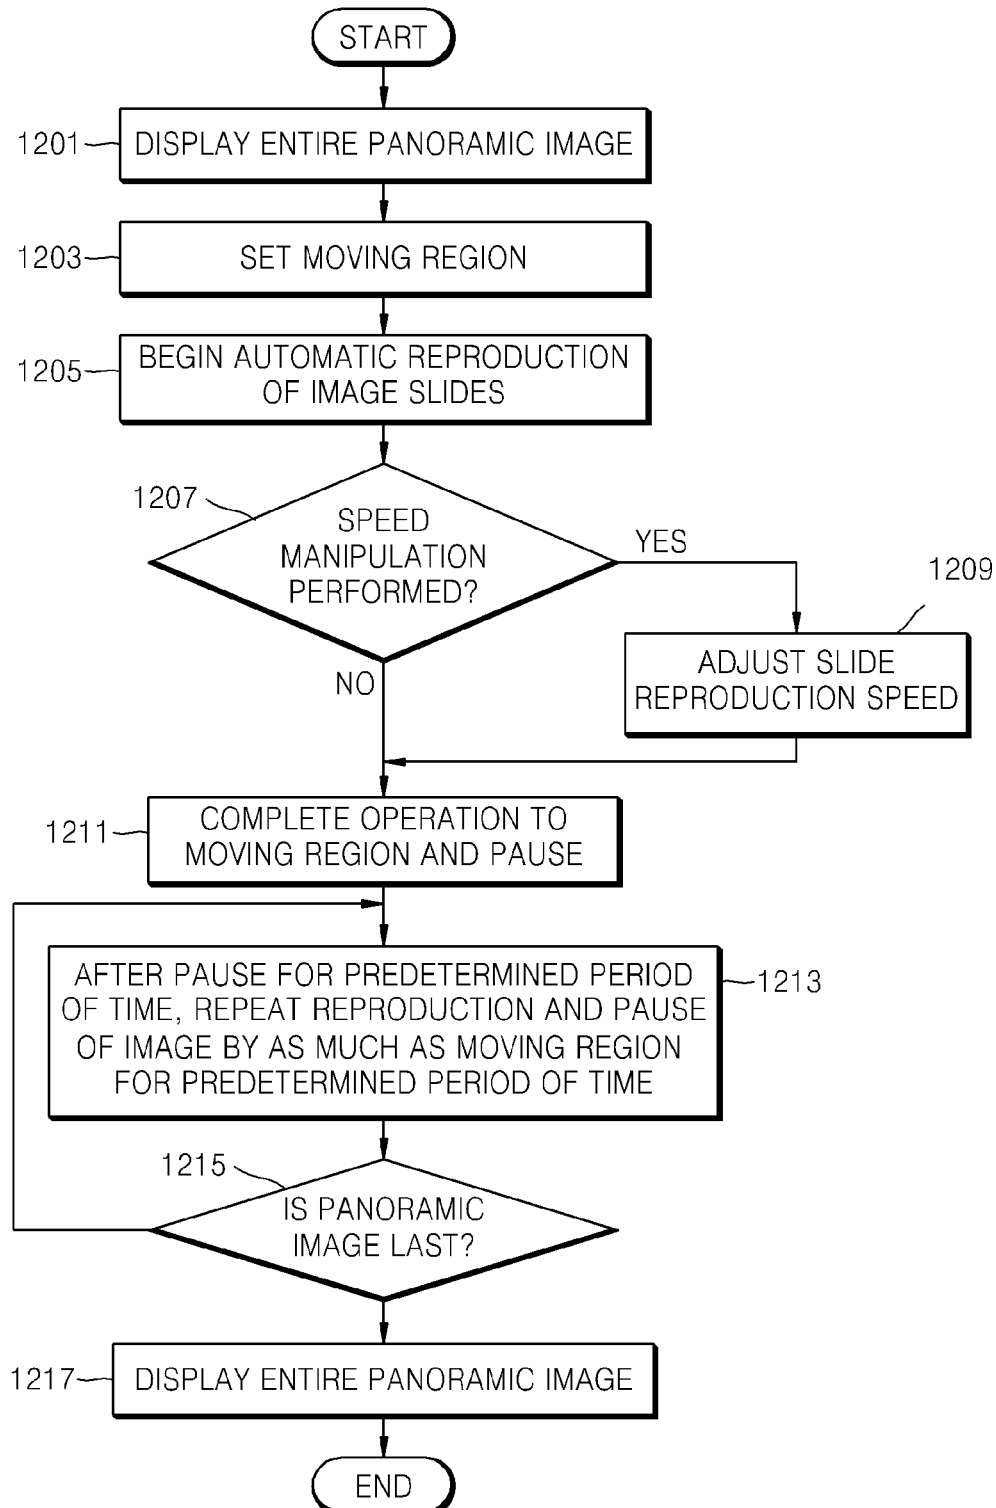 START
1201
DISPLAY ENTIRE PANORAMIC IMAGE
1203
SET MOVING REGION
1205
BEGIN AUTOMATIC REPRODUCTION
OF IMAGE SLIDES
1207
SPEED
MANIPULATION
PERFORMED?
YES
1209
ADJUST SLIDE
REPRODUCTION SPEED
NO
1211
COMPLETE OPERATION TO
MOVING REGION AND PAUSE
AFTER PAUSE FOR PREDETERMINED PERIOD
OF TIME, REPEAT REPRODUCTION AND PAUSE
OF IMAGE BY AS MUCH AS MOVING REGION
FOR PREDETERMINED PERIOD OF TIME
1213
1215
IS PANORAMIC
IMAGE LAST?
1217
DISPLAY ENTIRE PANORAMIC IMAGE
END